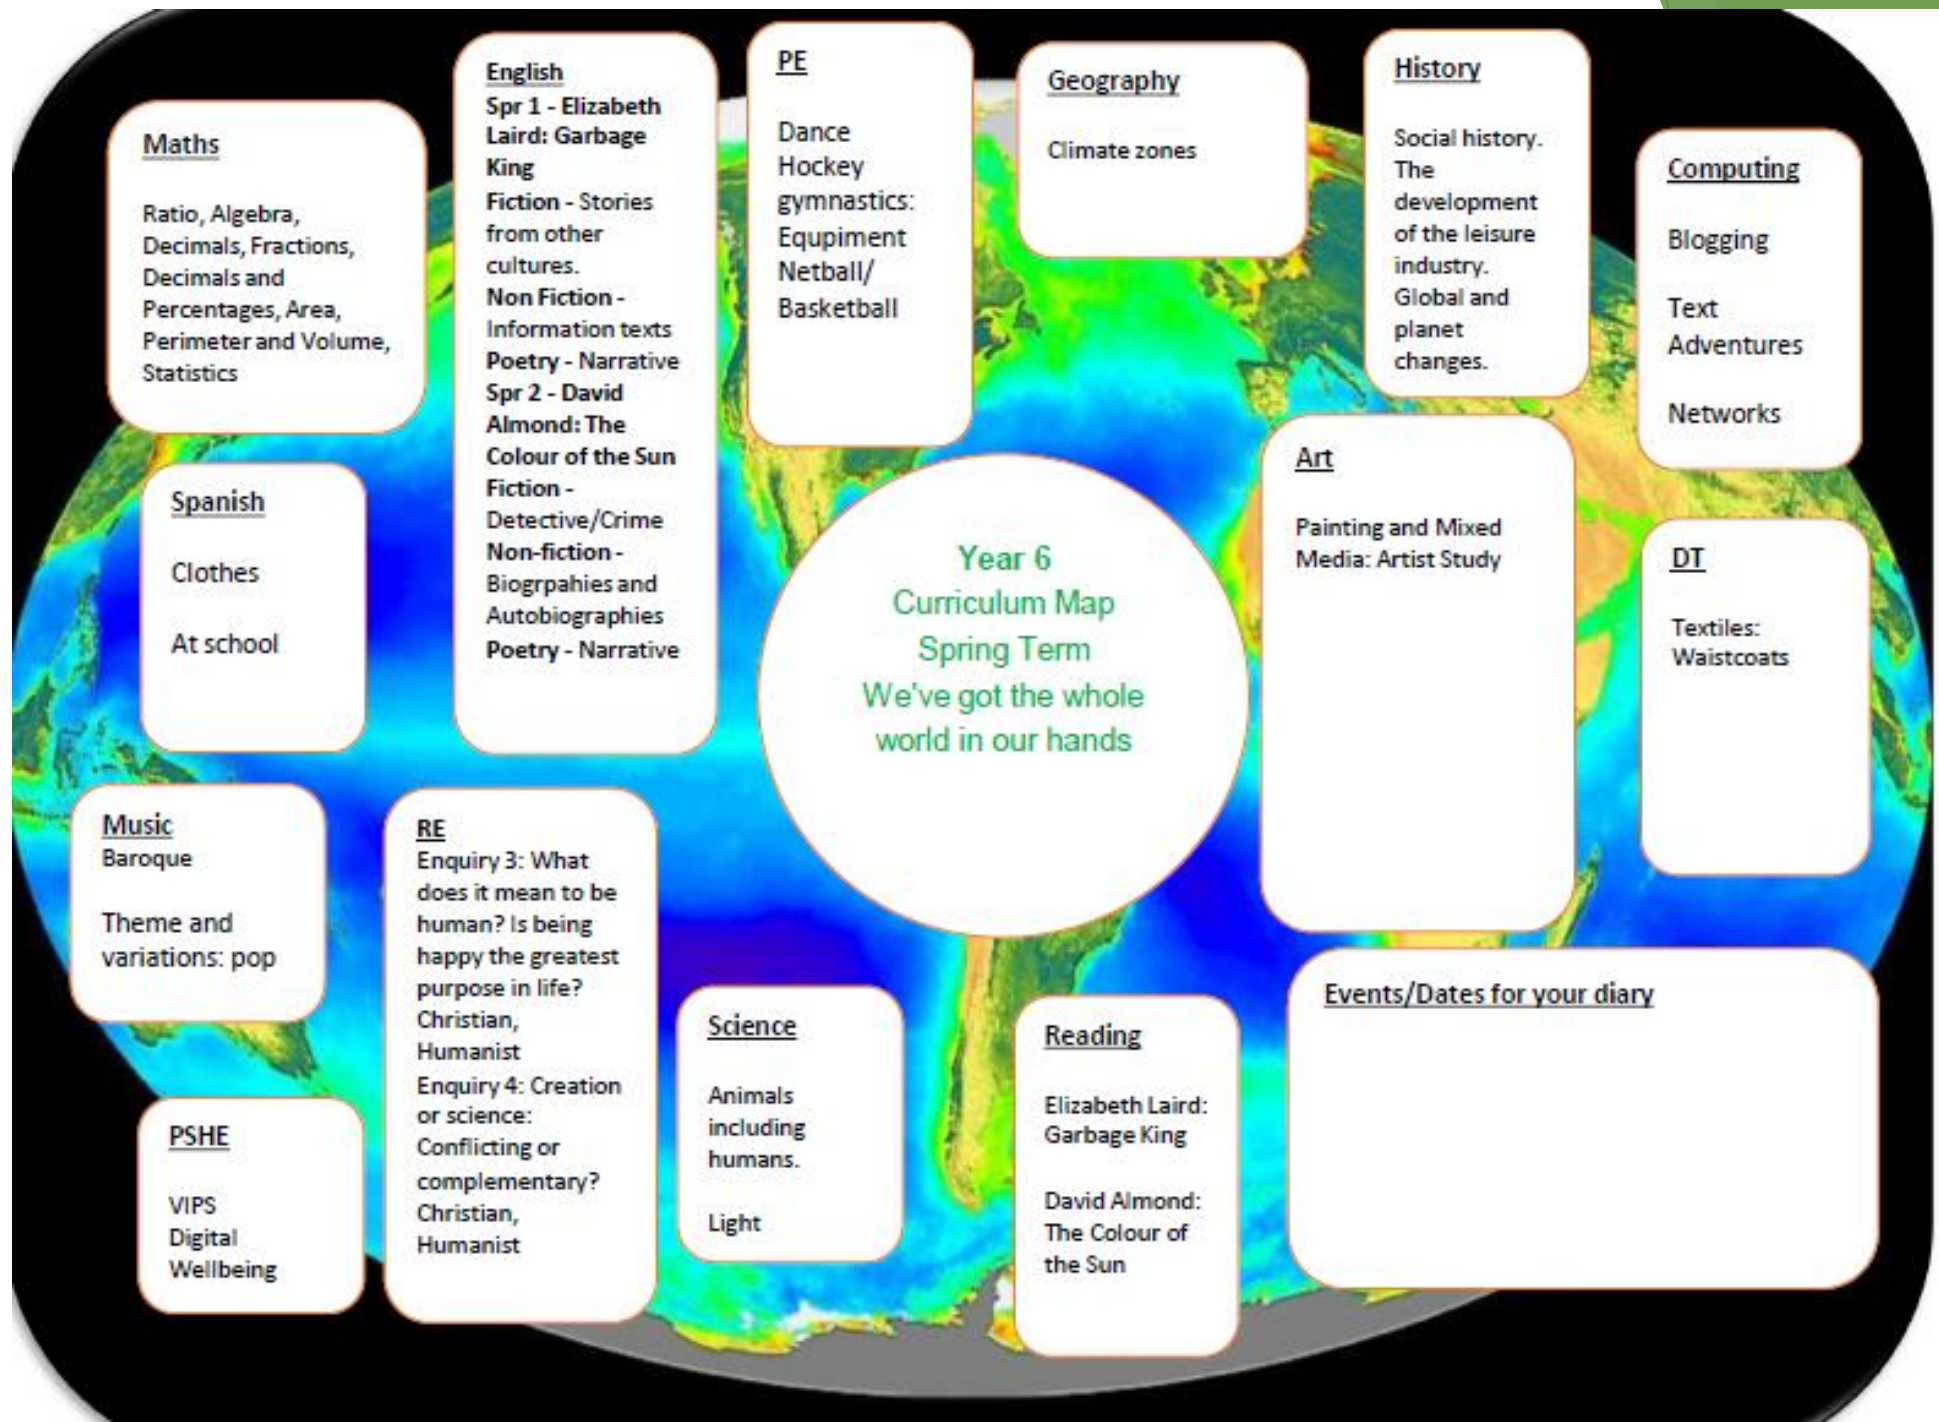 Maths
Ratio, Algebra,
Decimals, Fractions,
Decimals and
Percentages, Area,
Perimeter and Volume,
Statistics
English
Spr 1 - Elizabeth
Laird: Garbage
King
Fiction - Stories
from other
cultures.
Non Fiction -
Information texts
Poetry - Narrative
Spr 2 - David
Almond: The
Colour of the Sun
Fiction -
Detective/Crime
Non-fiction -
Biogrpahies and
Autobiographies
Poetry - Narrative
PE
Dance
Hockey
gymnastics:
Equpiment
Netball/
Basketball
Geography
Climate zones
History
Social history.
The
development
of the leisure
industry.
Global and
planet
changes.
Computing
Blogging
Text
Adventures
Networks
Spanish
Clothes
At school
Year 6
Curriculum Map
Spring Term
We've got the whole
world in our hands
Art
Painting and Mixed
Media: Artist Study
DT
Textiles:
Waistcoats
Music
Baroque
Theme and
variations: pop
RE
Enquiry 3: What
does it mean to be
human? Is being
happy the greatest
purpose in life?
Christian,
Humanist
Enquiry 4: Creation
or science:
Conflicting or
complementary?
Christian,
Humanist
Science
Animals
including
humans.
Light
Reading
Elizabeth Laird:
Garbage King
David Almond:
The Colour of
the Sun
Events/Dates for your diary
PSHE
VIPS
Digital
Wellbeing